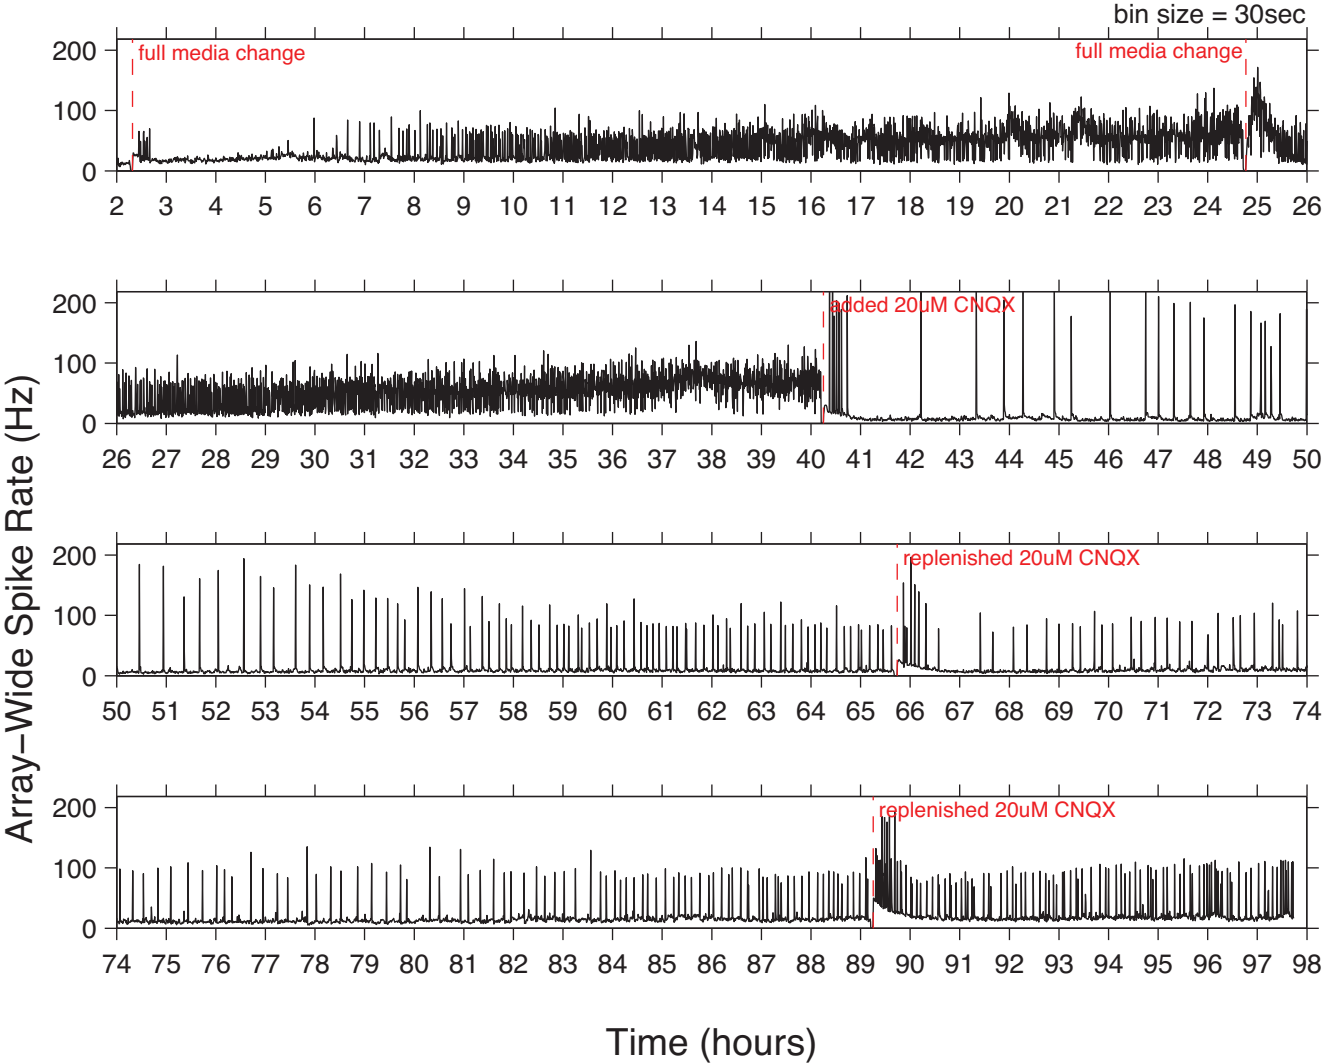 bin size = 30sec
200
full media change
full media change
100
0
2 3 4 5 6 7 8 9 10 11 12 13 14 15 16 17 18 19 20 21 22 23 24 25 26
200
added 20uM CNQX
100
0
26 27 28 29 30 31 32 33 34 35 36 37 38 39 40 41 42 43 44 45 46 47 48 49 50
Array-Wide Spike Rate (Hz)
200
replenished 20uM CNQX
100
0
50 51 52 53 54 55 56 57 58 59 60 61 62 63 64 65 66 67 68 69 70 71 72 73 74
200
replenished 20uM CNQX
100
0
74 75 76 77 78 79 80 81 82 83 84 85 86 87 88 89 90 91 92 93 94 95 96 97 98
Time (hours)